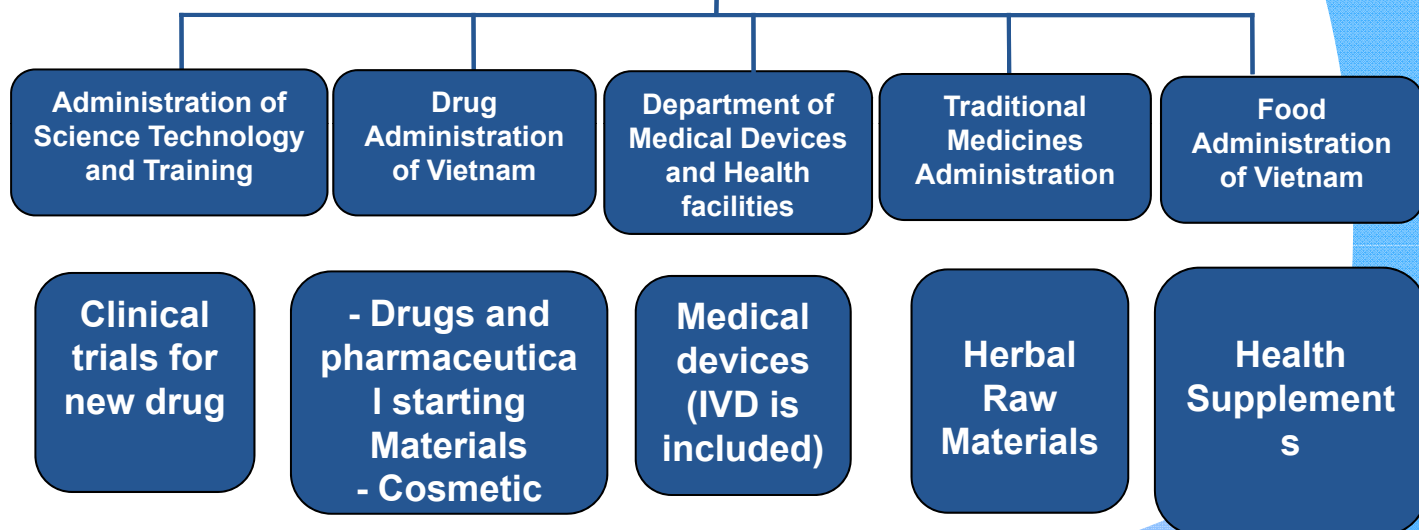 Administration of
Science Technology
and Training
Drug
Administration
of Vietnam
Department of
Medical Devices
and Health
facilities
Traditional
Medicines
Administration
Food
Administration
of Vietnam
Clinical
trials for
new drug
- Drugs and
pharmaceutica
l starting
Materials
- Cosmetic
Medical
devices
(IVD is
included)
Herbal
Raw
Materials
Health
Supplement
s